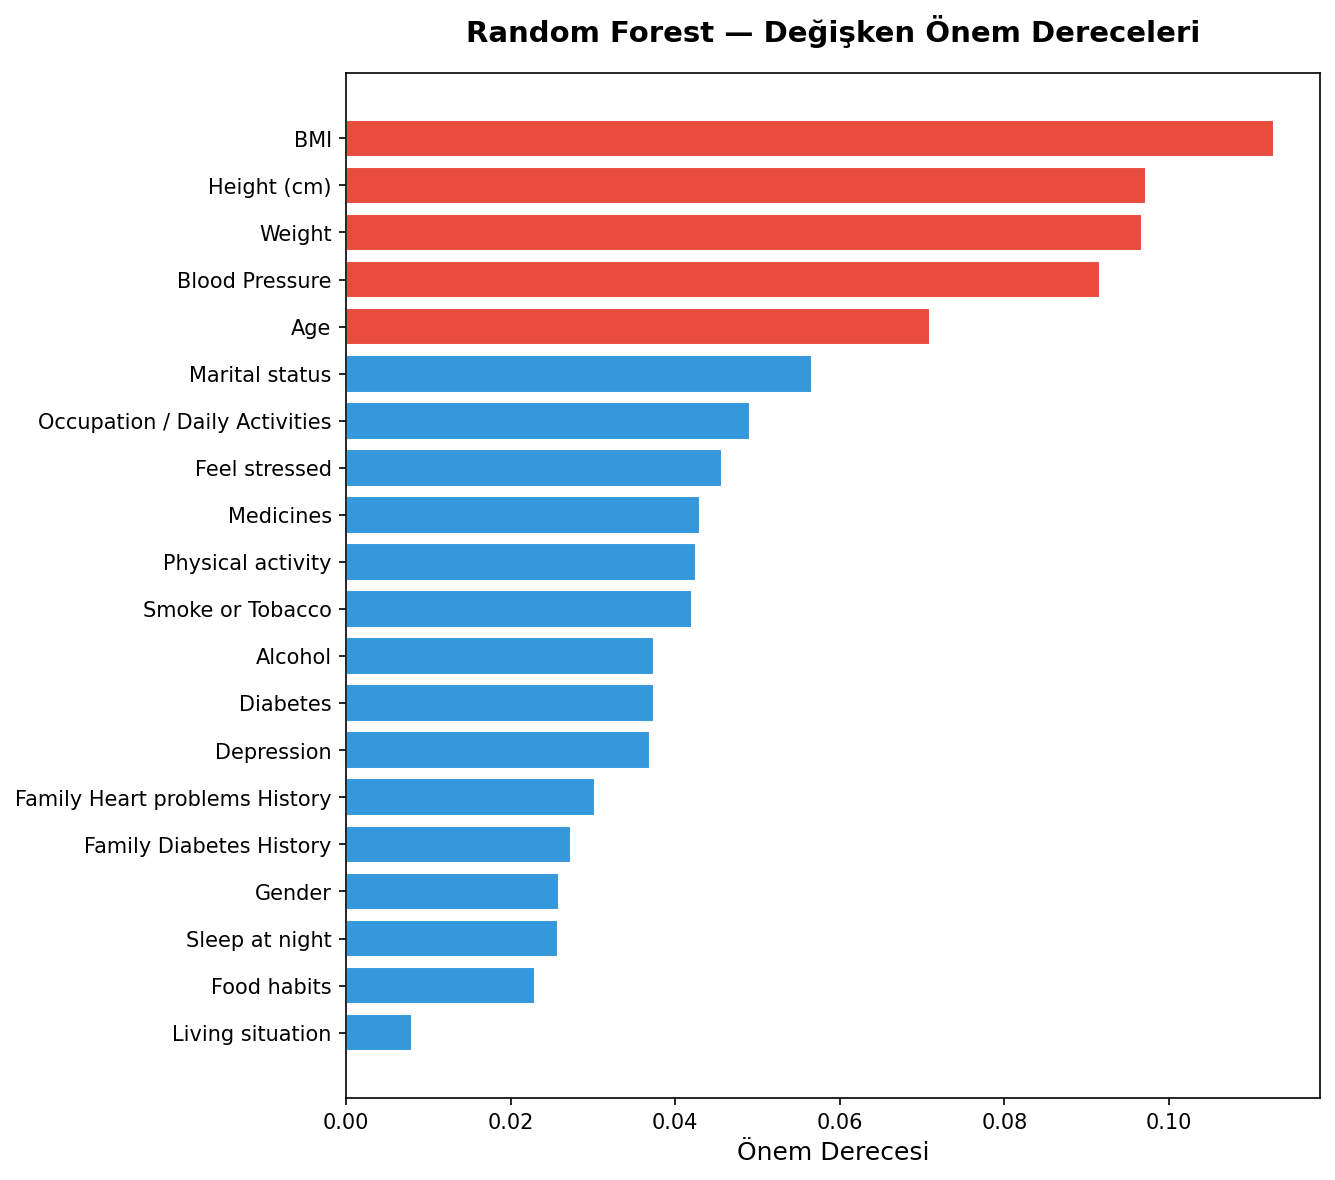 Random Forest — Değişken Önem Dereceleri
BMI
Height (cm)
Weight
Blood Pressure
Age
Marital status
Occupation / Daily Activities
Feel stressed
Medicines
Physical activity
Smoke or Tobacco
Alcohol
Diabetes
Depression
Family Heart problems History
Family Diabetes History
Gender
Sleep at night
Food habits
Living situation
0.00 0.02 0.04 0.06 0.08 0.10
Önem Derecesi